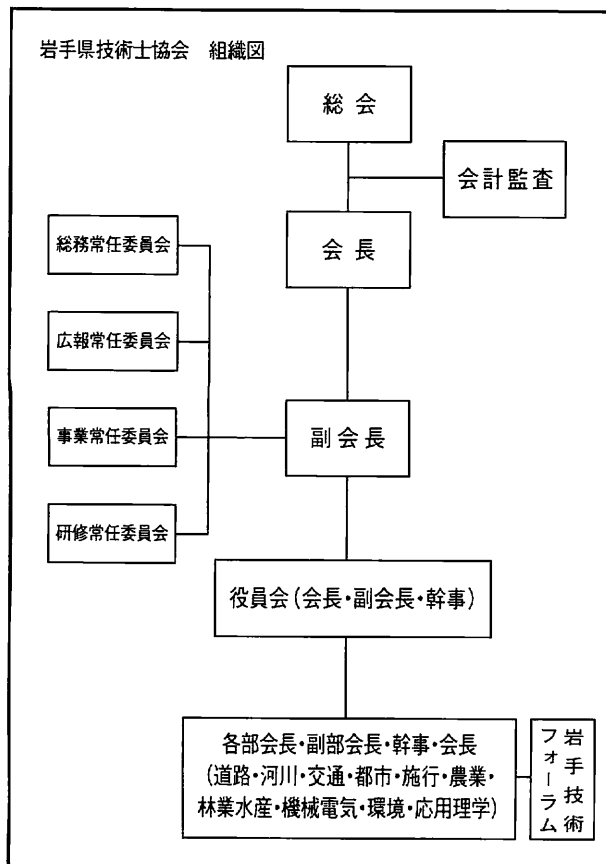 岩手県技術士協会 組織図
総会
会計監査
会長
総務常任委員会
広報常任委員会
事業常任委員会
研修常任委員会
副会長
役員会(会長・副会長・幹事)
各部会長・副部会長・幹事・会長
(道路・河川・交通・都市・施行・農業・
林業水産・機械電気・環境・応用理学)
岩手技術
フォーラム